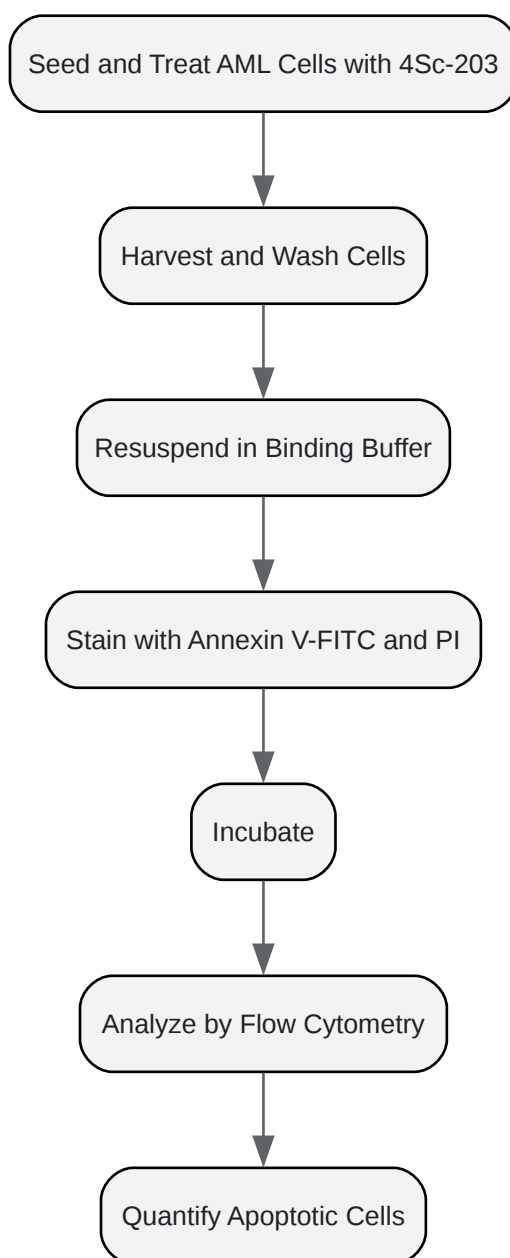 Seed and Treat AML Cells with 4Sc-203
Harvest and Wash Cells
Resuspend in Binding Buffer
Stain with Annexin V-FITC and PI
Incubate
Analyze by Flow Cytometry
Quantify Apoptotic Cells